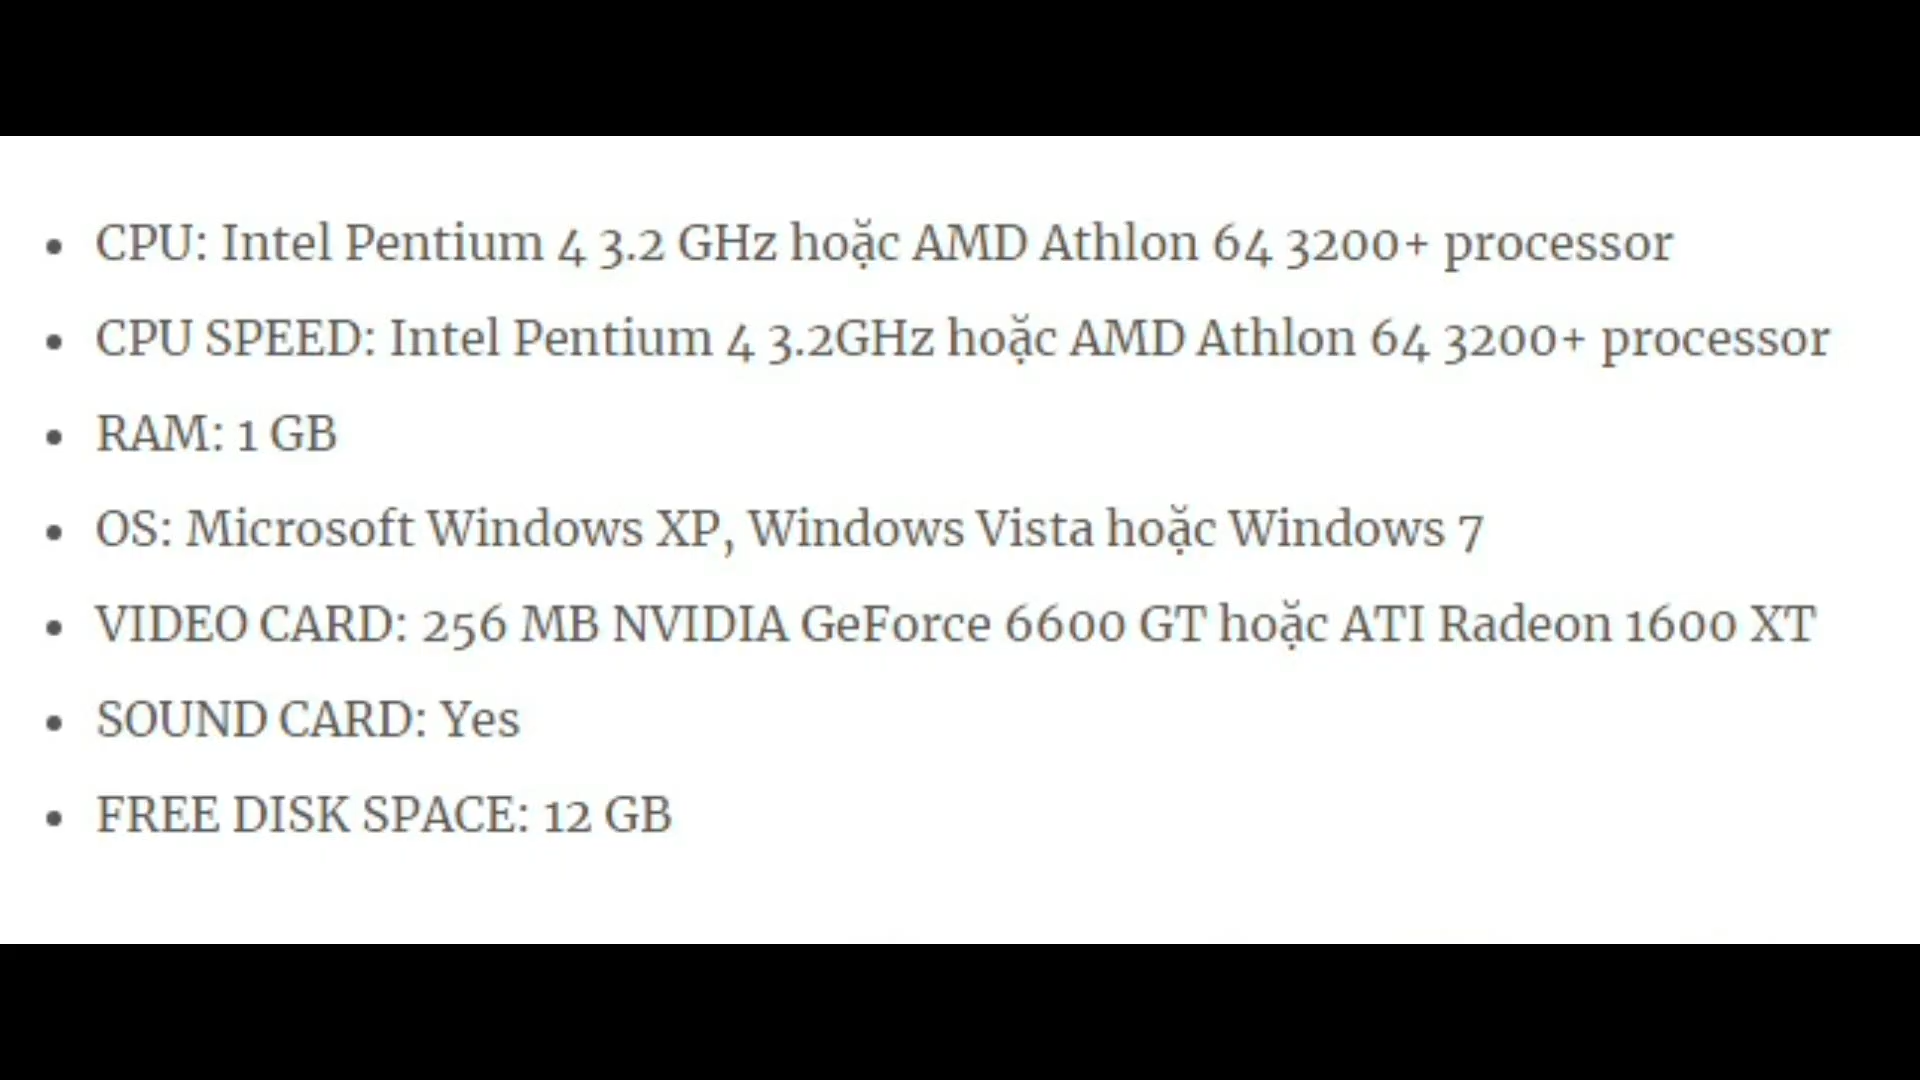 • CPU: Intel Pentium 4 3.2 GHz hoặc AMD Athlon 64 3200+ processor
• CPU SPEED: Intel Pentium 4 3.2GHz hoặc AMD Athlon 64 3200+ processor
• RAM: 1 GB
• OS: Microsoft Windows XP, Windows Vista hoặc Windows 7
• VIDEO CARD: 256 MB NVIDIA GeForce 6600 GT hoặc ATI Radeon 1600 XT
• SOUND CARD: Yes
• FREE DISK SPACE: 12 GB